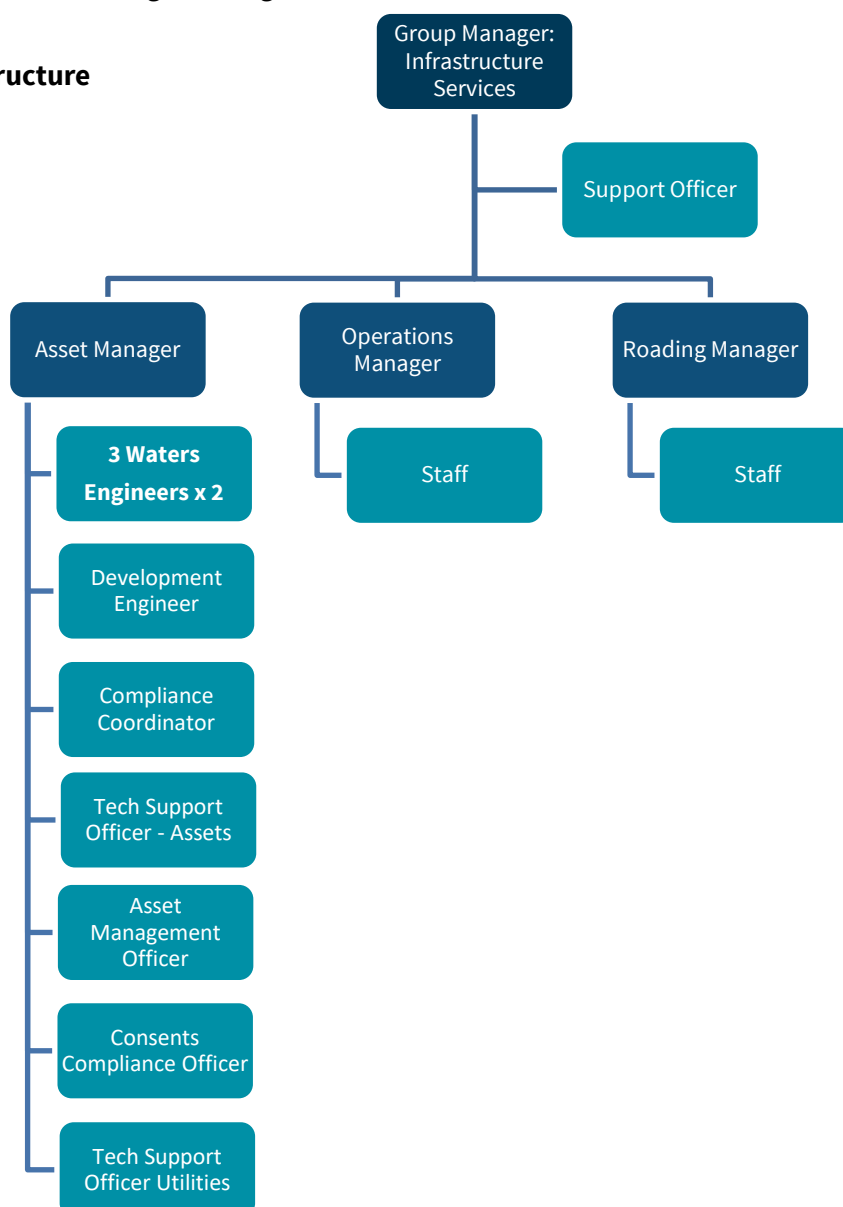 Group Manager:
Infrastructure
Services
ructure
Support Officer
Asset Manager
Operations
Manager
Roading Manager
3 Waters
Engineers x 2
Staff
Staff
Development
Engineer
Compliance
Coordinator
Tech Support
Officer - Assets
Asset
Management
Officer
Consents
Compliance Officer
Tech Support
Officer Utilities